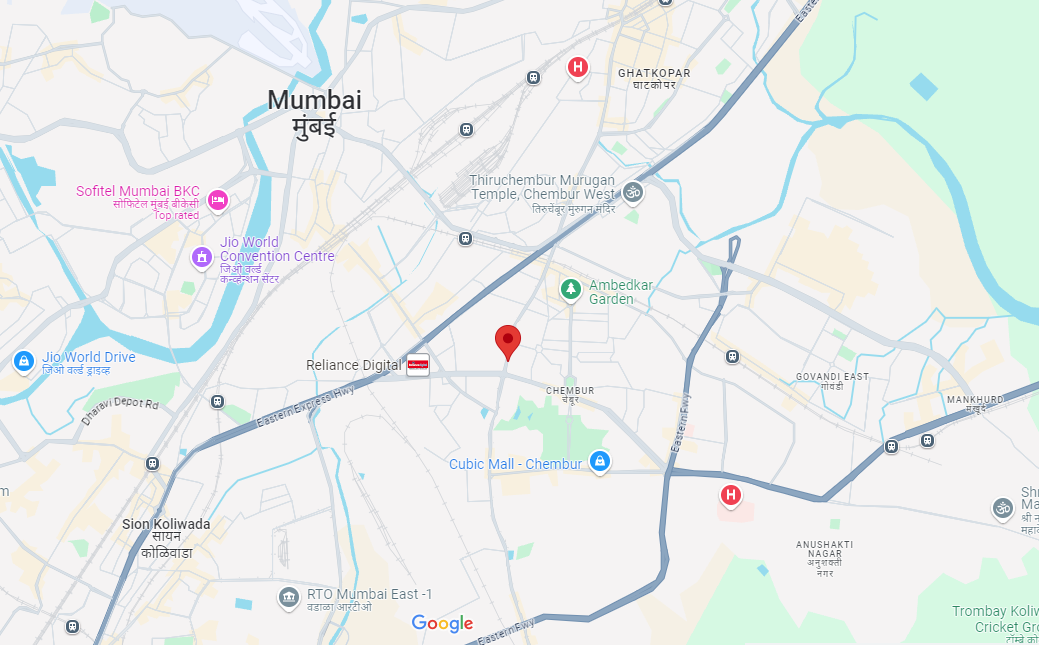 GHATKOPAR
घाटकोपर
Mumbai
मुंबई
Thiruchembur Murugan
Temple, Chembur West
तिरुचेंबूर मुरुगन मंदिर
Sofitel Mumbai BKC
सोफिटेल मुंबई बीकेसी
Top rated
Jio World
Convention Centre
जिओ वर्ल्ड
कन्व्हेन्शन सेंटर
Ambedkar
Garden
Jio World Drive
जिओ वर्ल्ड ड्राइव्ह
Reliance Digital
GOVANDI EAST
गोवंडी
CHEMBUR
चेंबूर
MANKHURD
मानखुर्द
Dharavi Depot Rd
Eastern Express Hwy
Eastern Fwy
Cubic Mall - Chembur
Sion Koliwada
सायन
कोळिवाडा
ANUSHAKTI
NAGAR
अनुशक्ती
नगर
RTO Mumbai East -1
वडाळा आरटीओ
Google
Eastern Fwy
Trombay Koliw
Cricket Gro